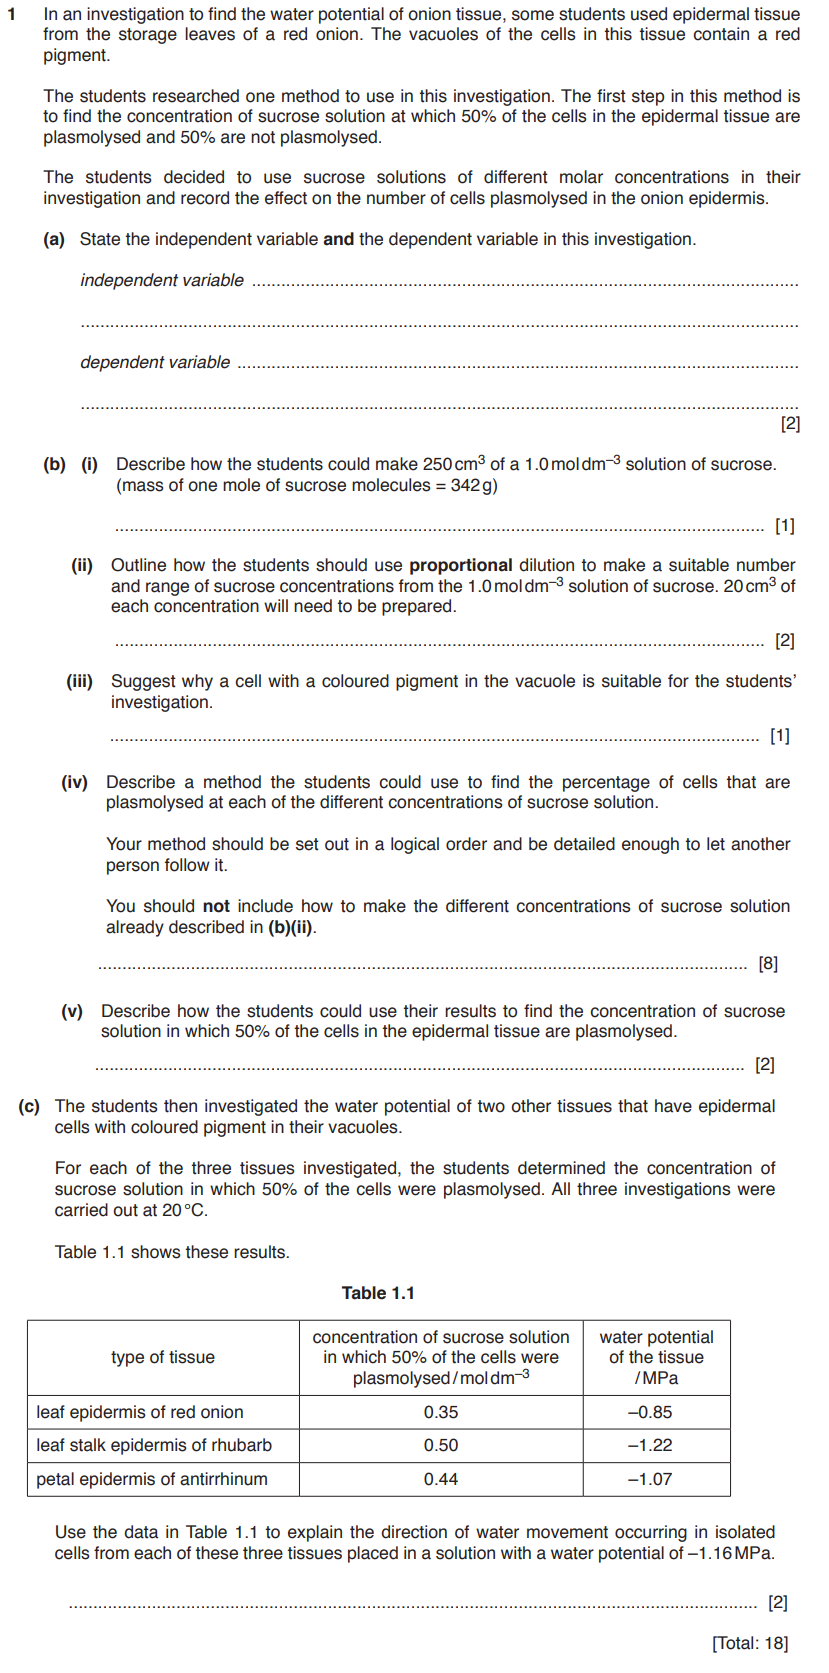 1 In an investigation to find the water potential of onion tissue, some students used epidermal tissue
from the storage leaves of a red onion. The vacuoles of the cells in this tissue contain a red
pigment.
The students researched one method to use in this investigation. The first step in this method is
to find the concentration of sucrose solution at which 50% of the cells in the epidermal tissue are
plasmolysed and 50% are not plasmolysed.
The students decided to use sucrose solutions of different molar concentrations in their
investigation and record the effect on the number of cells plasmolysed in the onion epidermis.
(a) State the independent variable and the dependent variable in this investigation.
independent variable ..........
..........
dependent variable ..........
..........
[2]
(b) (i) Describe how the students could make 250 cm³ of a 1.0 mol dm⁻³ solution of sucrose.
(mass of one mole of sucrose molecules = 342 g)
.......... [1]
(ii) Outline how the students should use proportional dilution to make a suitable number
and range of sucrose concentrations from the 1.0 mol dm⁻³ solution of sucrose. 20 cm³ of
each concentration will need to be prepared.
.......... [2]
(iii) Suggest why a cell with a coloured pigment in the vacuole is suitable for the students'
investigation.
.......... [1]
(iv) Describe a method the students could use to find the percentage of cells that are
plasmolysed at each of the different concentrations of sucrose solution.
Your method should be set out in a logical order and be detailed enough to let another
person follow it.
You should not include how to make the different concentrations of sucrose solution
already described in (b)(ii).
.......... [8]
(v) Describe how the students could use their results to find the concentration of sucrose
solution in which 50% of the cells in the epidermal tissue are plasmolysed.
.......... [2]
(c) The students then investigated the water potential of two other tissues that have epidermal
cells with coloured pigment in their vacuoles.
For each of the three tissues investigated, the students determined the concentration of
sucrose solution in which 50% of the cells were plasmolysed. All three investigations were
carried out at 20 °C.
Table 1.1 shows these results.
Table 1.1
type of tissue
concentration of sucrose solution
in which 50% of the cells were
plasmolysed / mol dm⁻³
water potential
of the tissue
/ MPa
leaf epidermis of red onion 0.35 –0.85
leaf stalk epidermis of rhubarb 0.50 –1.22
petal epidermis of antirrhinum 0.44 –1.07
Use the data in Table 1.1 to explain the direction of water movement occurring in isolated
cells from each of these three tissues placed in a solution with a water potential of –1.16 MPa.
.......... [2]
[Total: 18]